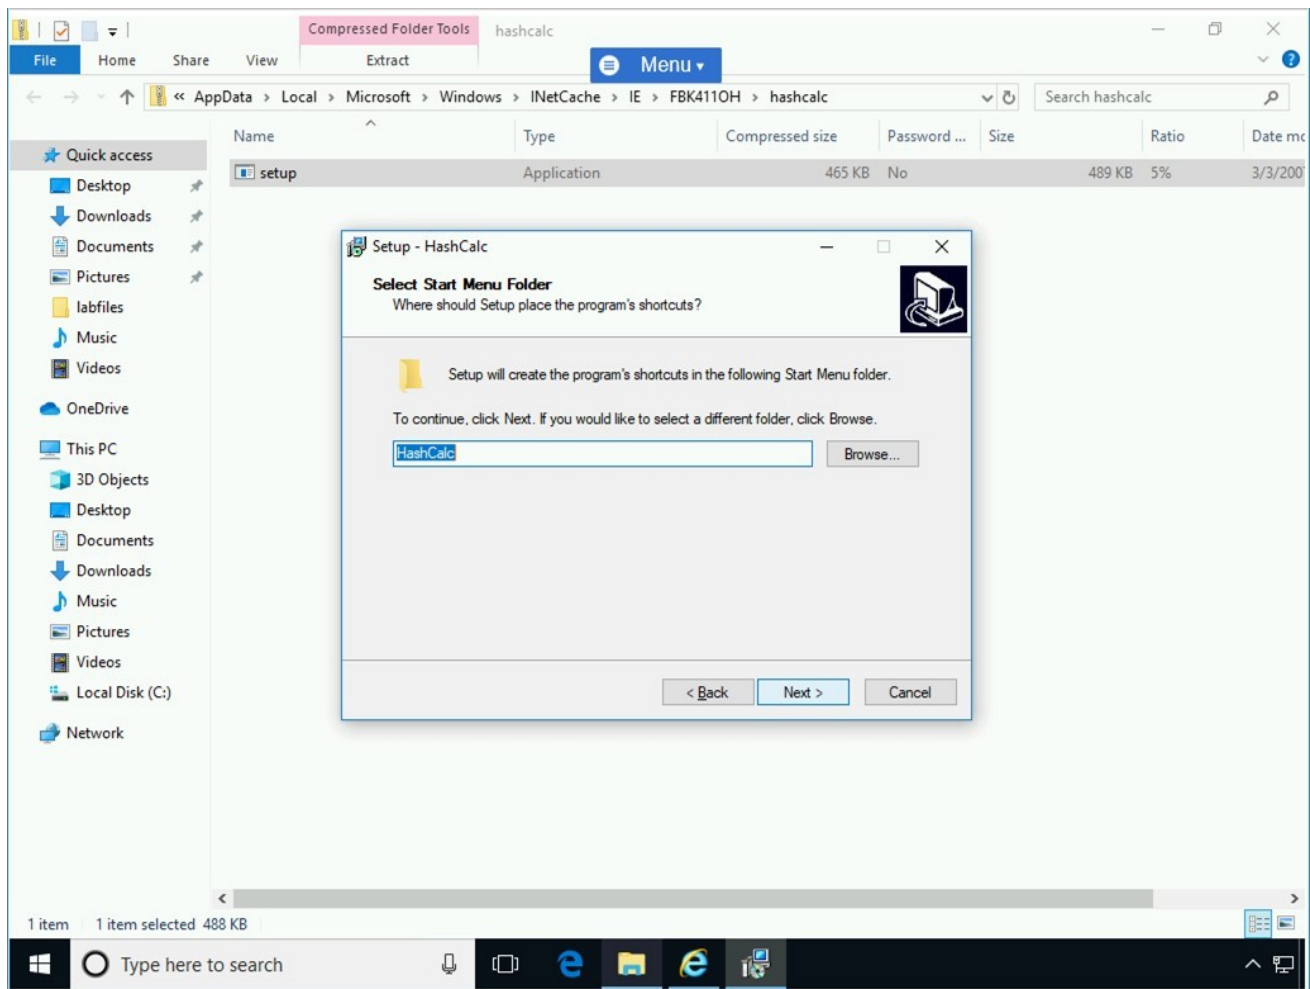 Compressed Folder Tools hashcalc
File Home Share View Extract
Menu
« AppData > Local > Microsoft > Windows > INetCache > IE > FBK411OH > hashcalc Search hashcalc
Name Type Compressed size Password ... Size Ratio Date mo
setup Application 465 KB No 489 KB 5% 3/3/200
Quick access
Desktop
Downloads
Documents
Pictures
labfiles
Music
Videos
OneDrive
This PC
3D Objects
Desktop
Documents
Downloads
Music
Pictures
Videos
Local Disk (C:)
Network
Setup - HashCalc
Select Start Menu Folder
Where should Setup place the program's shortcuts?
Setup will create the program's shortcuts in the following Start Menu folder.
To continue, click Next. If you would like to select a different folder, click Browse.
HashCalc Browse...
< Back Next > Cancel
1 item 1 item selected 488 KB
Type here to search